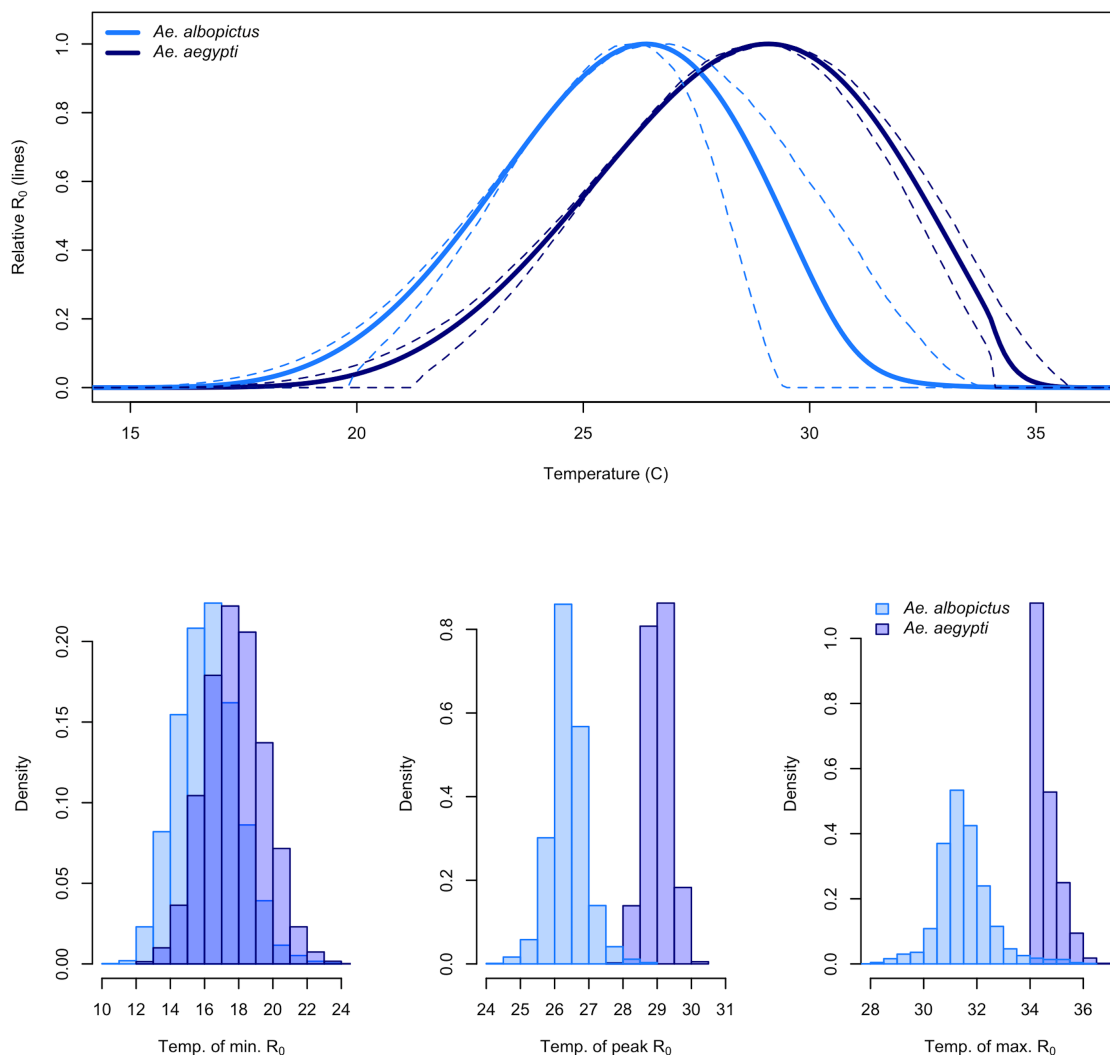 Ae. albopictus
Ae. aegypti
Relative R0 (lines)
0.0 0.2 0.4 0.6 0.8 1.0
15 20 25 30 35
Temperature (C)
Density
0.00 0.05 0.10 0.15 0.20
10 12 14 16 18 20 22 24
Temp. of min. R0
Density
0.0 0.2 0.4 0.6 0.8
24 25 26 27 28 29 30 31
Temp. of peak R0
Ae. albopictus
Ae. aegypti
Density
0.0 0.2 0.4 0.6 0.8 1.0
28 30 32 34 36
Temp. of max. R0